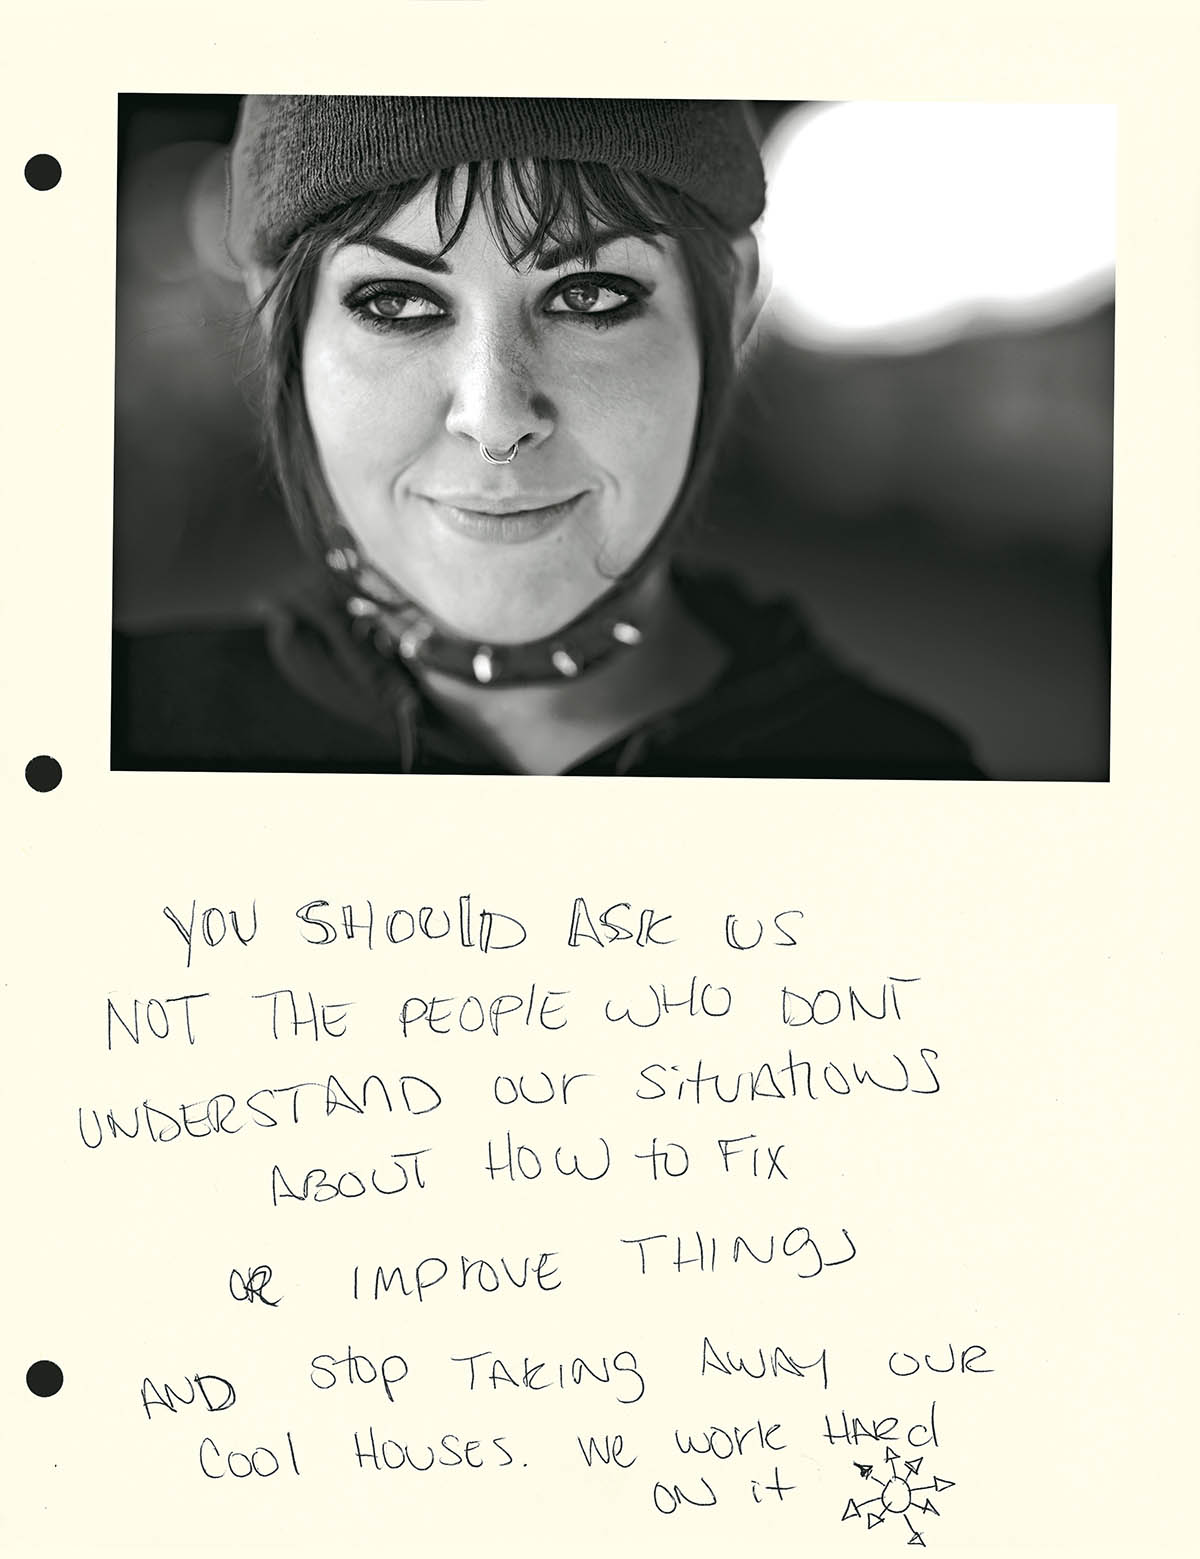 YOU SHOULD ASK US
NOT THE PEOPLE WHO DONT
UNDERSTAND our situations
ABOUT HOW to FIX
OR IMPROVE THINGS
AND stop TAKING AWAY OUR
Cool HOUSES. We work HARd
ON it